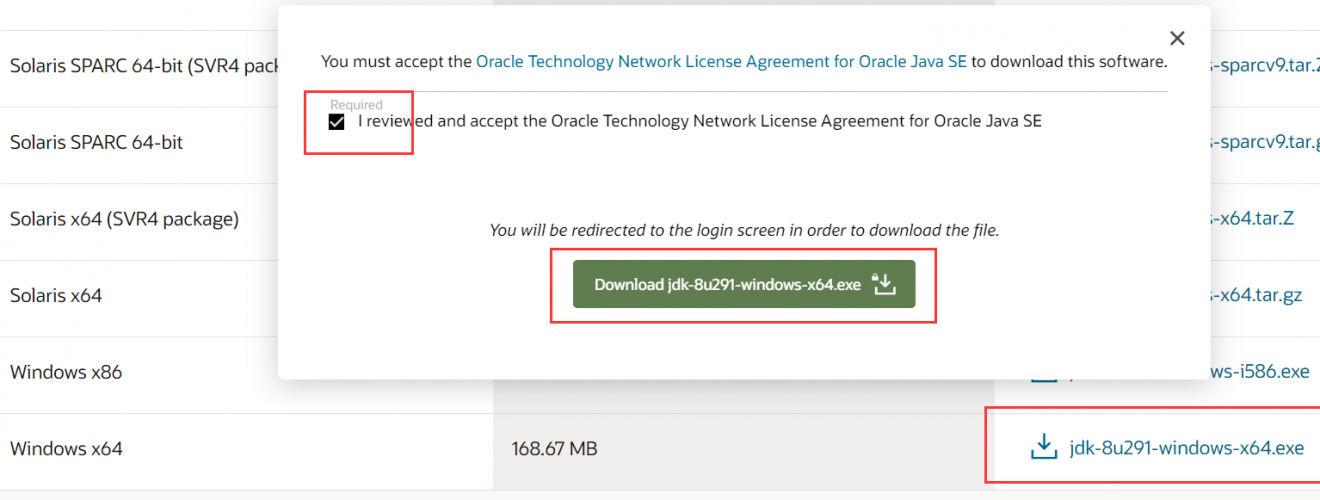 You must accept the Oracle Technology Network License Agreement for Oracle Java SE to download this software.
Required
I reviewed and accept the Oracle Technology Network License Agreement for Oracle Java SE
You will be redirected to the login screen in order to download the file.
Download jdk-8u291-windows-x64.exe
Solaris SPARC 64-bit (SVR4 pack
-sparcv9.tar.Z
Solaris SPARC 64-bit
-sparcv9.tar.g
Solaris x64 (SVR4 package)
-x64.tar.Z
Solaris x64
-x64.tar.gz
Windows x86
ws-i586.exe
Windows x64
168.67 MB
jdk-8u291-windows-x64.exe